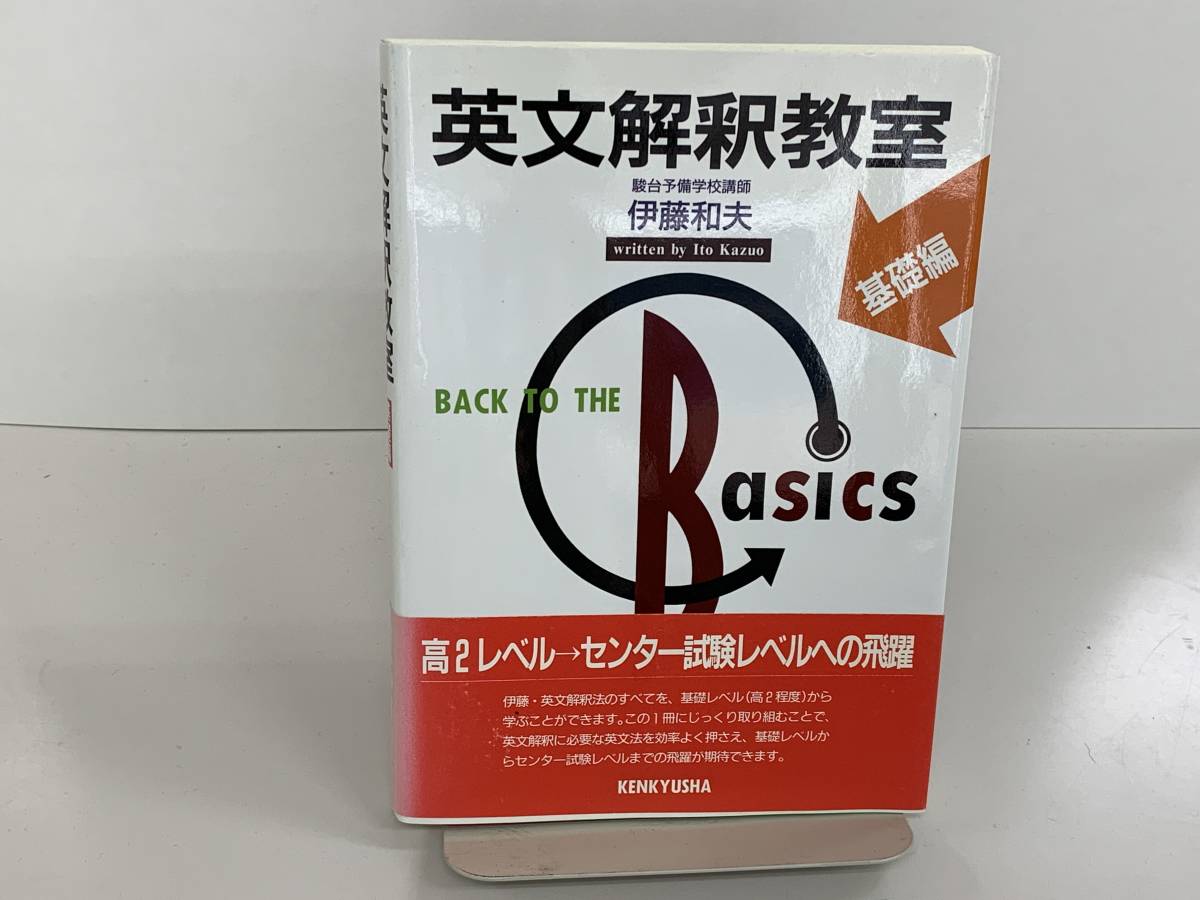 英文解釈教室
駿台予備学校講師
伊藤和夫
written by Ito Kazuo
基礎編
BACK TO THE
Basics
高2レベル→センター試験レベルへの飛躍
伊藤・英文解釈法のすべてを、基礎レベル(高2程度)から
学ぶことができます。この1冊にじっくり取り組むことで、
英文解釈に必要な英文法を効率よく押さえ、基礎レベルか
らセンター試験レベルまでの飛躍が期待できます。
KENKYUSHA
英文解釈教室